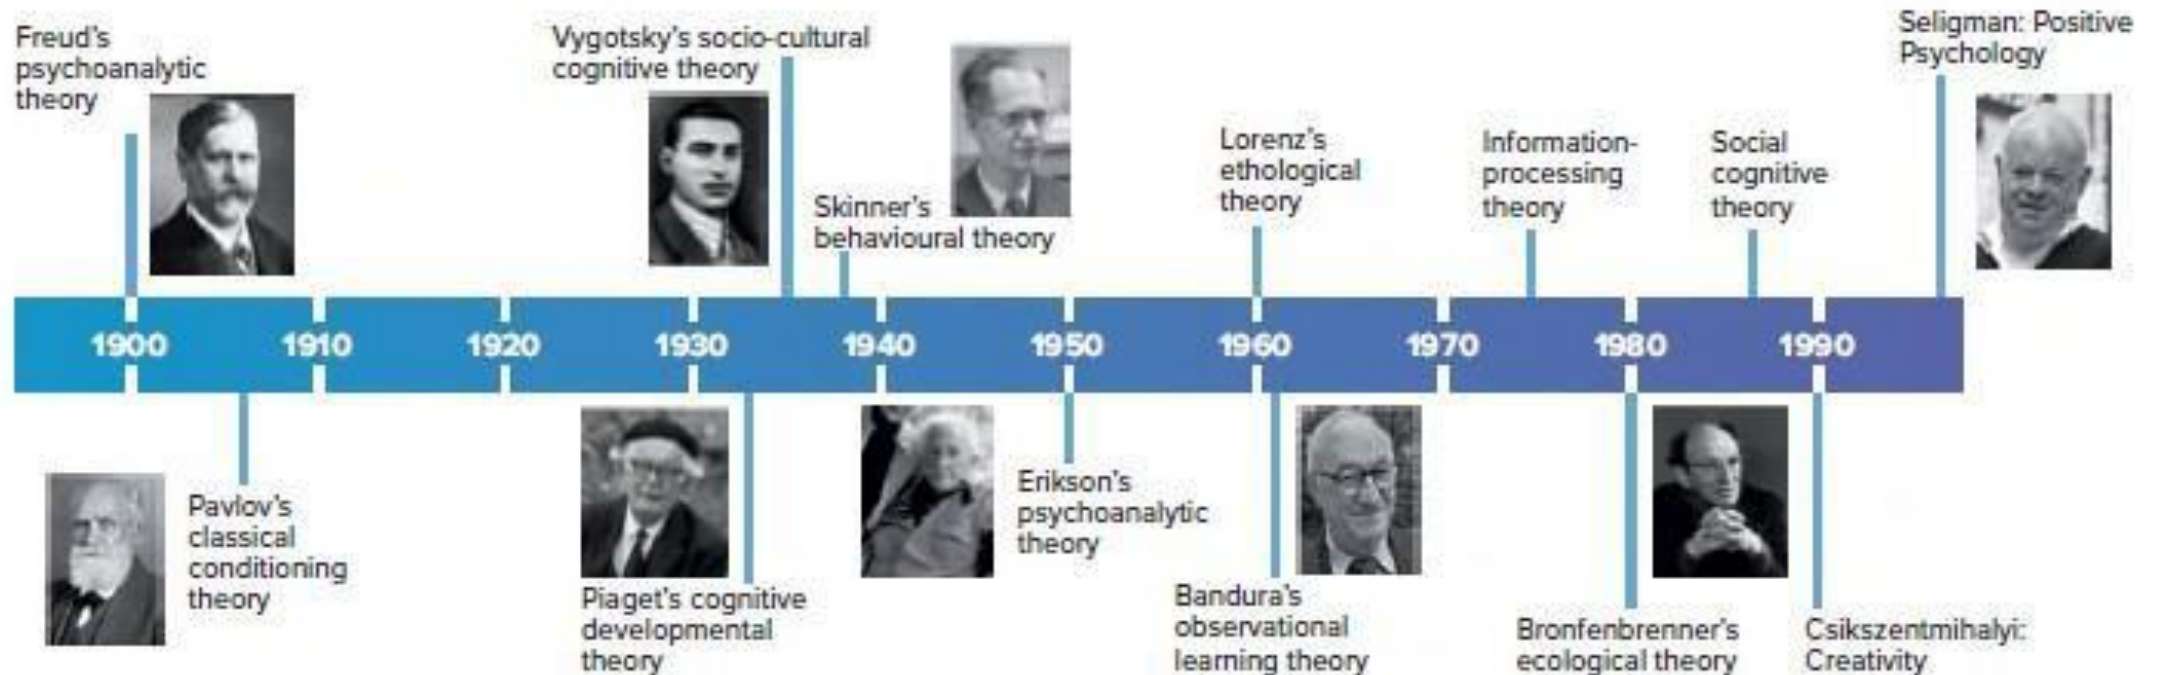 Freud's
psychoanalytic
theory
Vygotsky's socio-cultural
cognitive theory
Skinner's
behavioural theory
Lorenz's
ethological
theory
Information-
processing
theory
Social
cognitive
theory
Seligman: Positive
Psychology
1900 1910 1920 1930 1940 1950 1960 1970 1980 1990
Pavlov's
classical
conditioning
theory
Piaget's cognitive
developmental
theory
Erikson's
psychoanalytic
theory
Bandura's
observational
learning theory
Bronfenbrenner's
ecological theory
Csikszentmihalyi:
Creativity